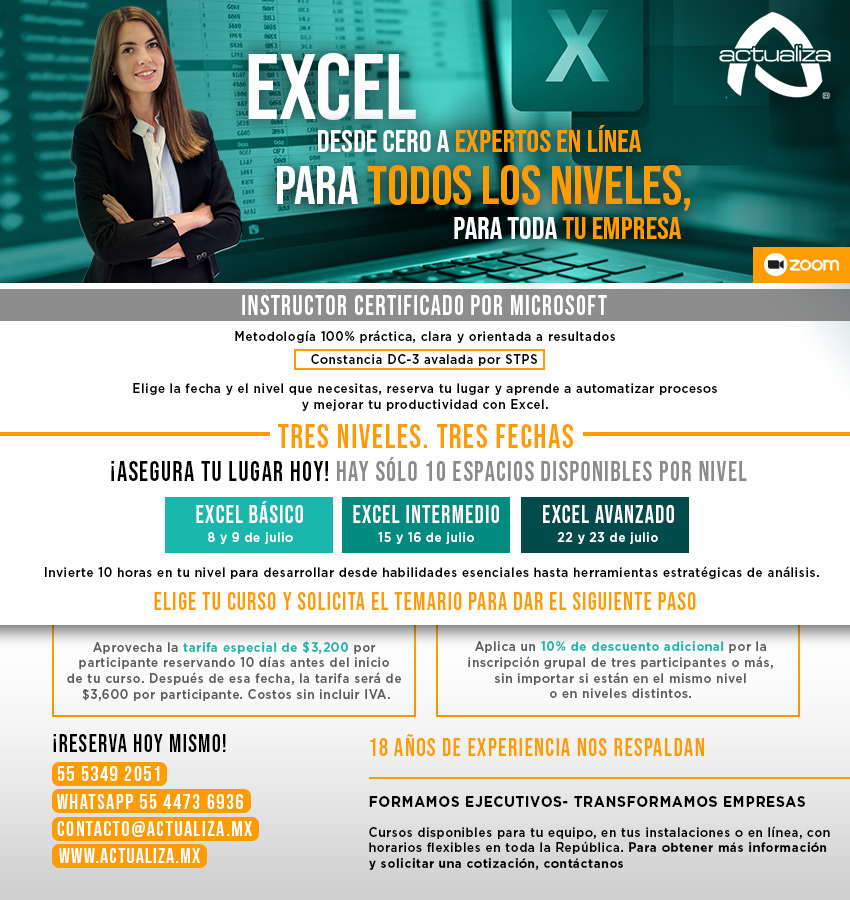 actualiza
EXCEL
X
DESDE CERO A EXPERTOS EN LÍNEA
PARA TODOS LOS NIVELES,
PARA TODA TU EMPRESA
zoom
INSTRUCTOR CERTIFICADO POR MICROSOFT
Metodología 100% práctica, clara y orientada a resultados
Constancia DC-3 avalada por STPS
Elige la fecha y el nivel que necesitas, reserva tu lugar y aprende a automatizar procesos
y mejorar tu productividad con Excel.
TRES NIVELES. TRES FECHAS
¡ASEGURA TU LUGAR HOY! HAY SÓLO 10 ESPACIOS DISPONIBLES POR NIVEL
EXCEL BÁSICO
8 y 9 de julio
EXCEL INTERMEDIO
15 y 16 de julio
EXCEL AVANZADO
22 y 23 de julio
Invierte 10 horas en tu nivel para desarrollar desde habilidades esenciales hasta herramientas estratégicas de análisis.
ELIGE TU CURSO Y SOLICITA EL TEMARIO PARA DAR EL SIGUIENTE PASO
Aprovecha la tarifa especial de $3,200 por
participante reservando 10 días antes del inicio
de tu curso. Después de esa fecha, la tarifa será de
$3,600 por participante. Costos sin incluir IVA.
Aplica un 10% de descuento adicional por la
inscripción grupal de tres participantes o más,
sin importar si están en el mismo nivel
o en niveles distintos.
¡RESERVA HOY MISMO!
55 5349 2051
WHATSAPP 55 4473 6936
CONTACTO@ACTUALIZA.MX
WWW.ACTUALIZA.MX
18 AÑOS DE EXPERIENCIA NOS RESPALDAN
FORMAMOS EJECUTIVOS- TRANSFORMAMOS EMPRESAS
Cursos disponibles para tu equipo, en tus instalaciones o en línea, con
horarios flexibles en toda la República. Para obtener más información
y solicitar una cotización, contáctanos